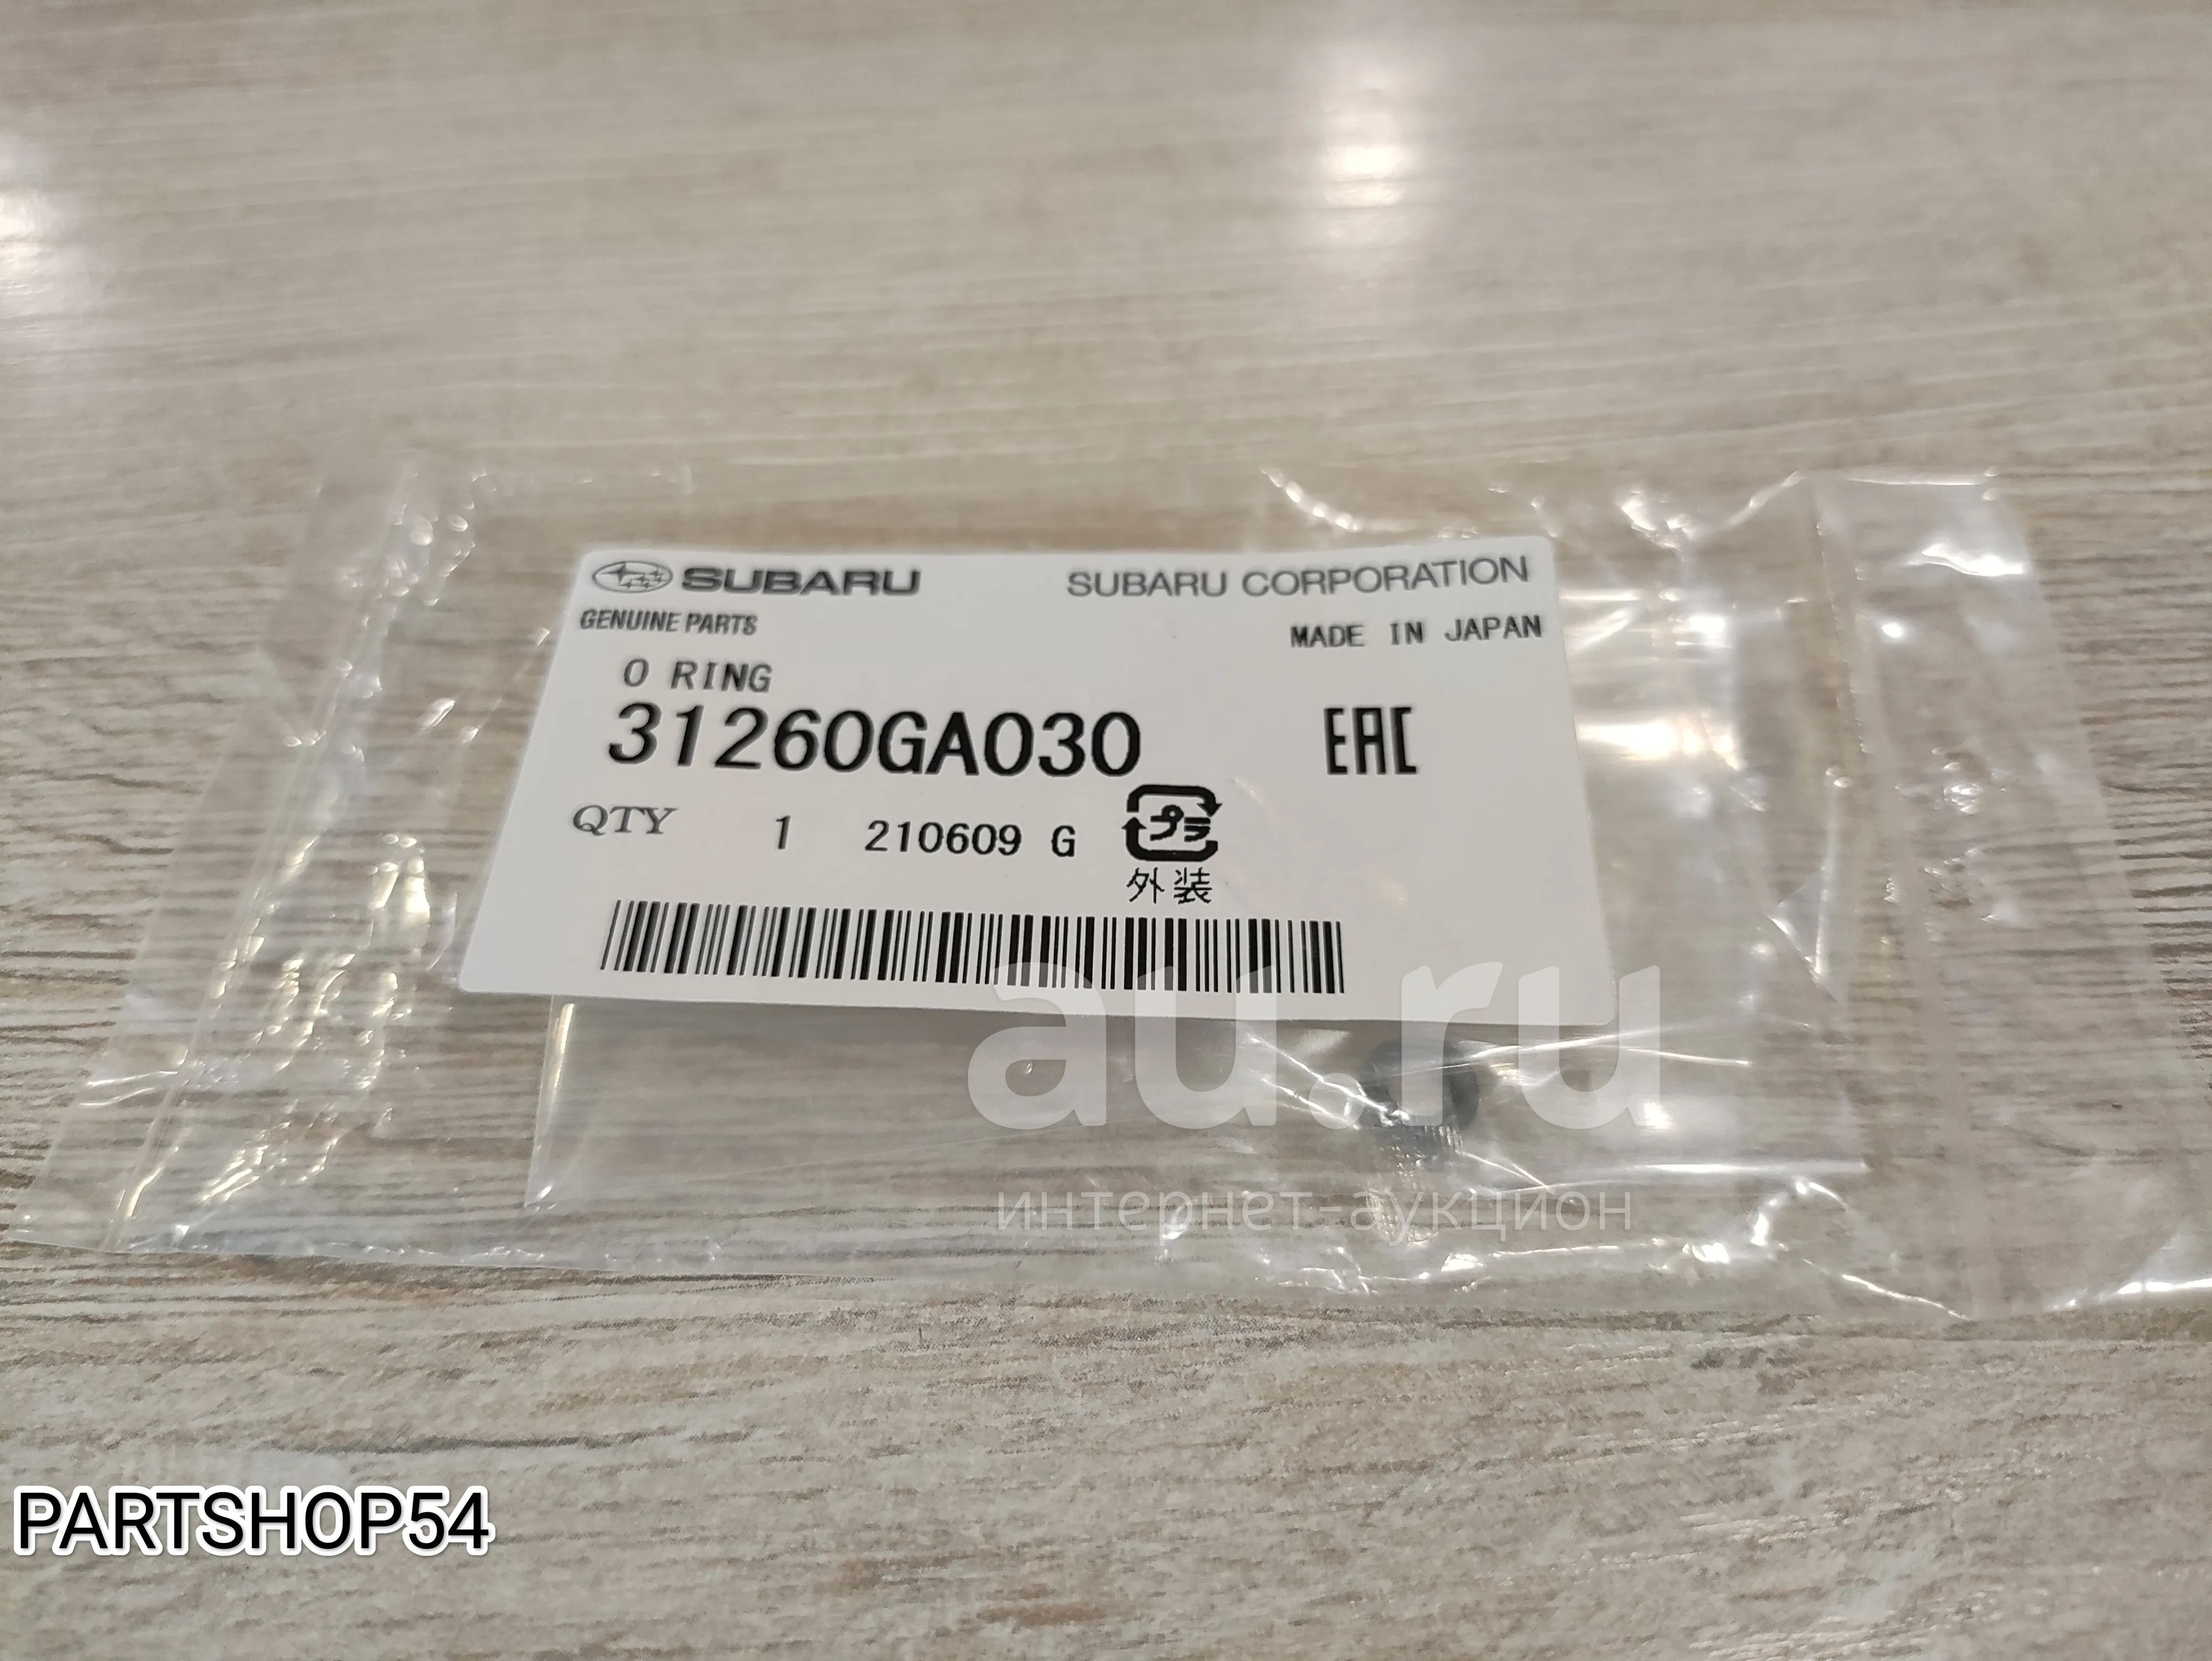 SUBARU
SUBARU CORPORATION
GENUINE PARTS
MADE IN JAPAN
O RING
31260GA030
EAC
QTY 1 210609 G
プラ
外装
au.ru
интернет-аукцион
PARTSHOP54